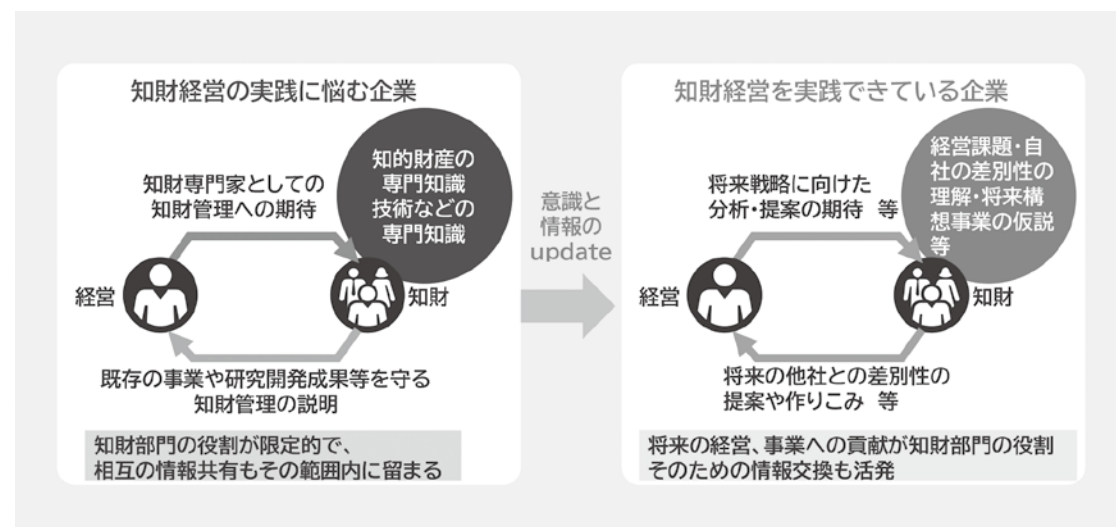 知財経営の実践に悩む企業
知的財産の
専門知識
技術などの
専門知識
知財専門家としての
知財管理への期待
経営
知財
既存の事業や研究開発成果等を守る
知財管理の説明
知財部門の役割が限定的で、
相互の情報共有もその範囲内に留まる
意識と
情報の
update
知財経営を実践できている企業
経営課題・自
社の差別性の
理解・将来構
想事業の仮説
等
将来戦略に向けた
分析・提案の期待 等
経営
知財
将来の他社との差別性の
提案や作りこみ 等
将来の経営、事業への貢献が知財部門の役割
そのための情報交換も活発